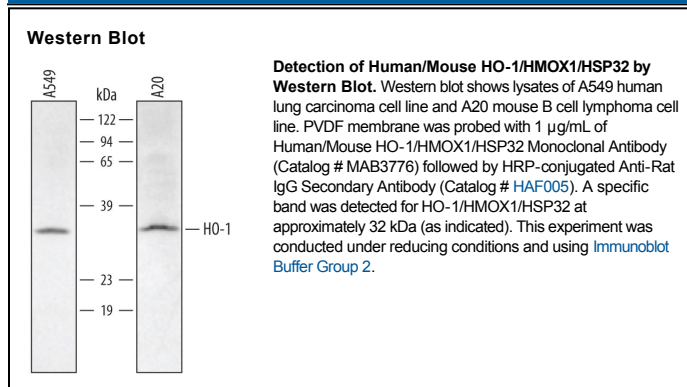 Western Blot
A549
kDa
A20
122
94
65
39
HO-1
23
19
Detection of Human/Mouse HO-1/HMOX1/HSP32 by
Western Blot. Western blot shows lysates of A549 human
lung carcinoma cell line and A20 mouse B cell lymphoma cell
line. PVDF membrane was probed with 1 µg/mL of
Human/Mouse HO-1/HMOX1/HSP32 Monoclonal Antibody
(Catalog # MAB3776) followed by HRP-conjugated Anti-Rat
IgG Secondary Antibody (Catalog # HAF005). A specific
band was detected for HO-1/HMOX1/HSP32 at
approximately 32 kDa (as indicated). This experiment was
conducted under reducing conditions and using Immunoblot
Buffer Group 2.